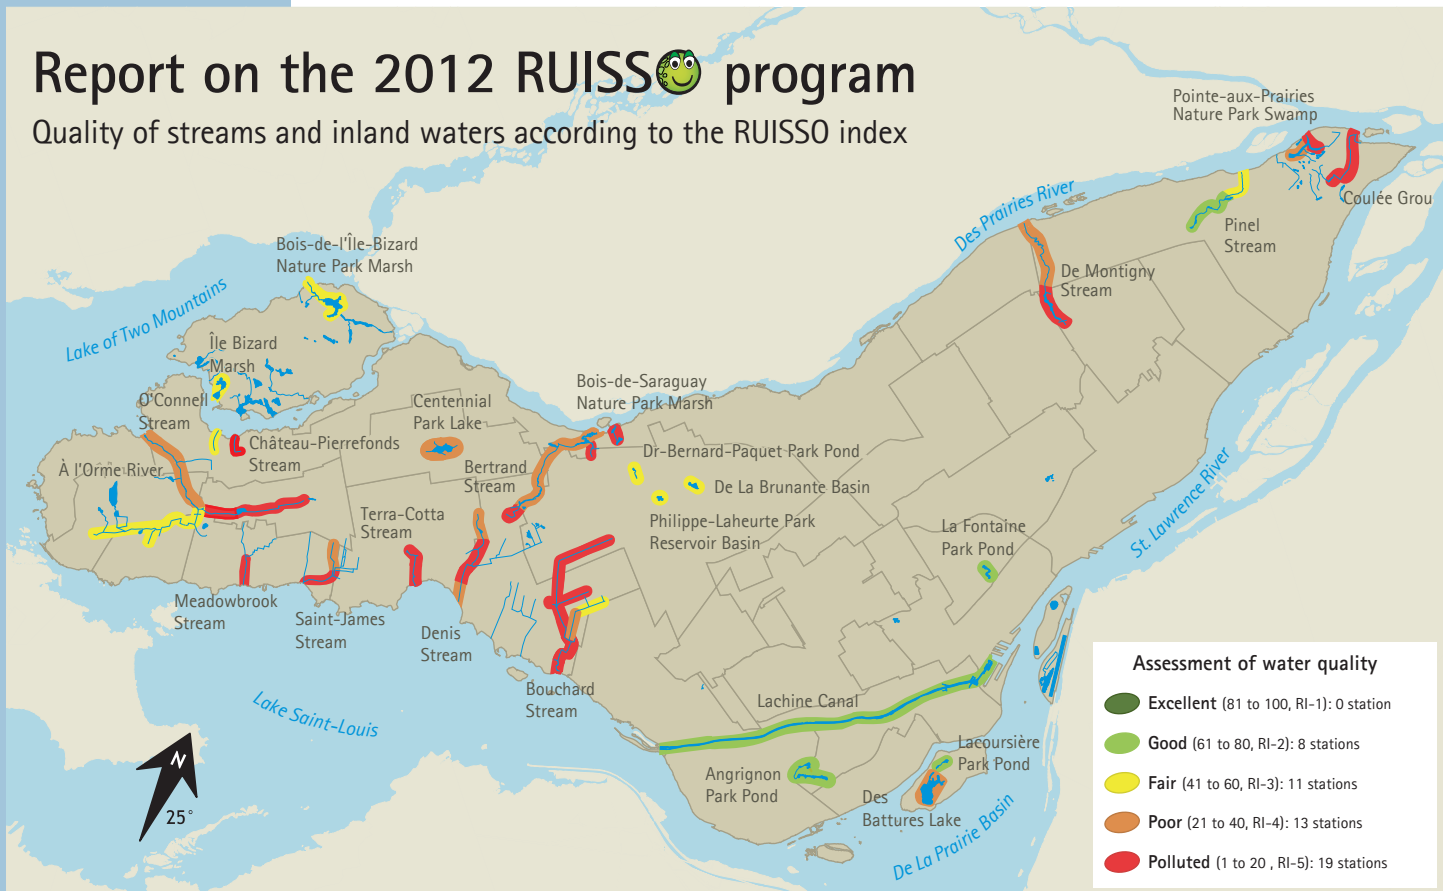 Report on the 2012 RUISSO program
Quality of streams and inland waters according to the RUISSO index
Pointe-aux-Prairies
Nature Park Swamp
Coulée Grou
Des Prairies River
Pinel
Stream
De Montigny
Stream
Bois-de-l'Île-Bizard
Nature Park Marsh
Lake of Two Mountains
Île Bizard
Marsh
O'Connell
Stream
Château-Pierrefonds
Stream
Centennial
Park Lake
Bois-de-Saraguay
Nature Park Marsh
À l'Orme River
Bertrand
Stream
Dr-Bernard-Paquet Park Pond
De La Brunante Basin
Philippe-Laheurte Park
Reservoir Basin
Terra-Cotta
Stream
La Fontaine
Park Pond
St. Lawrence River
Meadowbrook
Stream
Saint-James
Stream
Denis
Stream
Bouchard
Stream
Lake Saint-Louis
Lachine Canal
Angrignon
Park Pond
Lacoursière
Park Pond
Des
Battures Lake
De La Prairie Basin
N
25°
Assessment of water quality
Excellent (81 to 100, RI-1): 0 station
Good (61 to 80, RI-2): 8 stations
Fair (41 to 60, RI-3): 11 stations
Poor (21 to 40, RI-4): 13 stations
Polluted (1 to 20 , RI-5): 19 stations